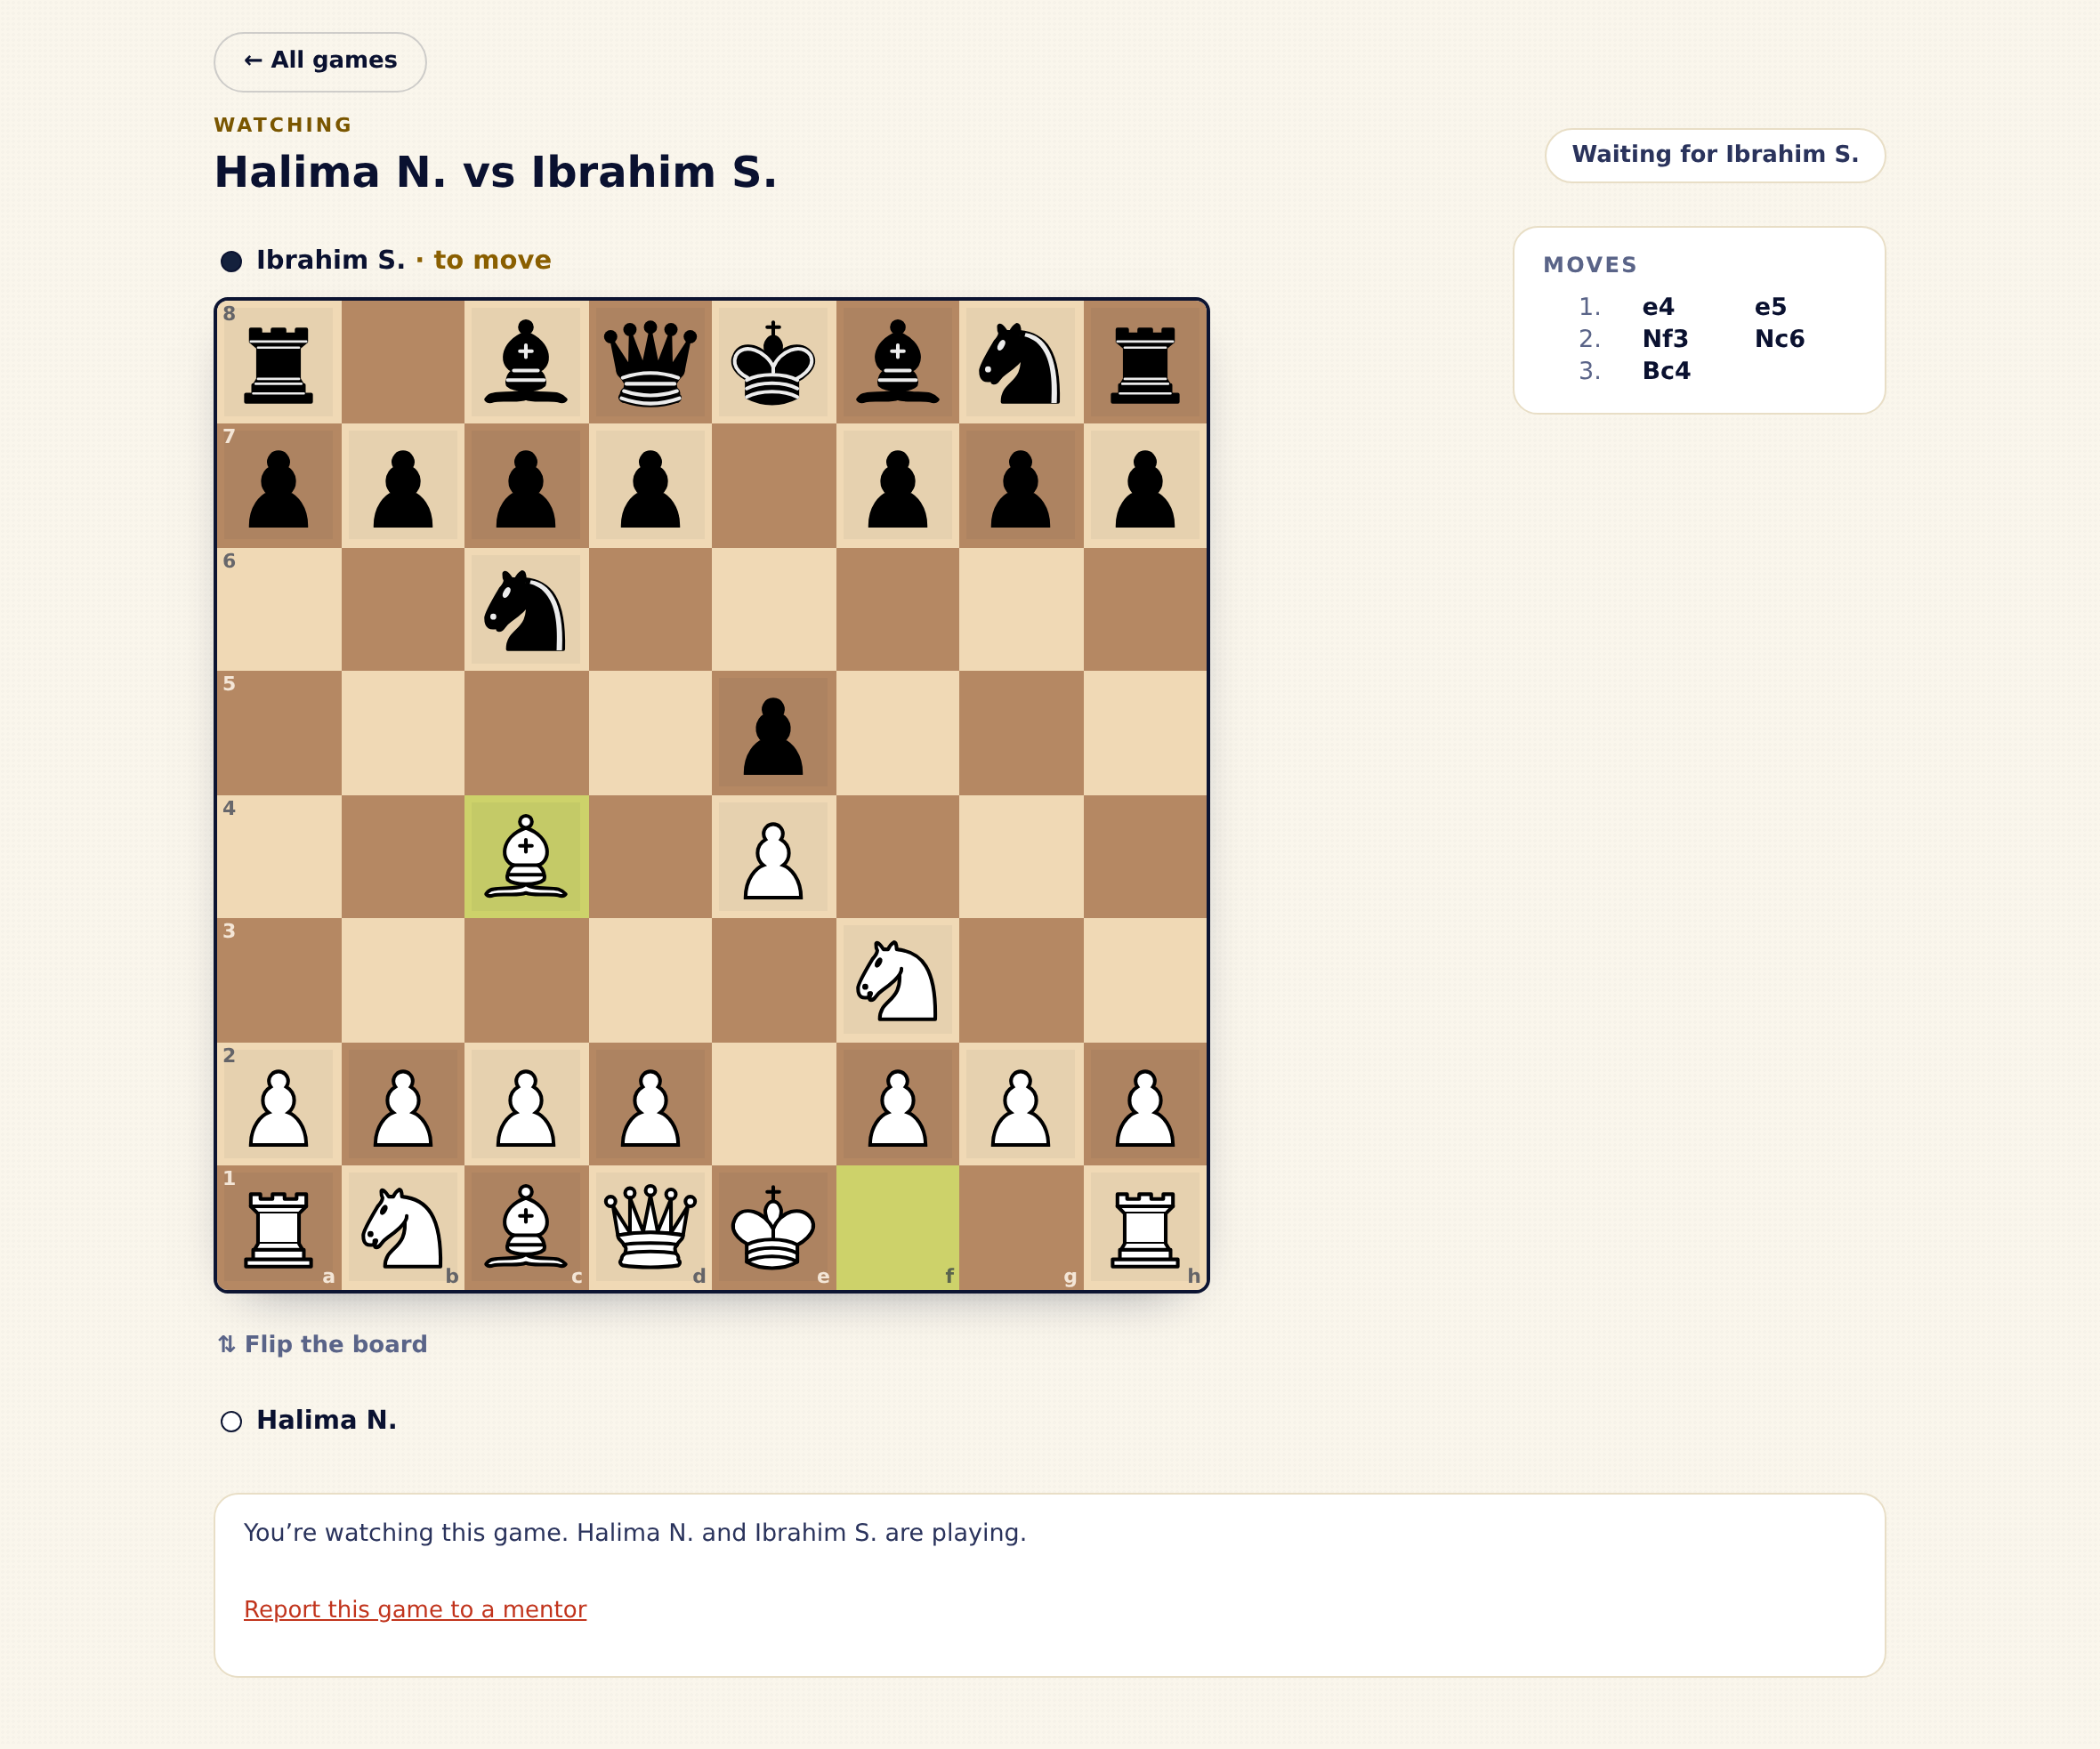 ← All games
WATCHING
Halima N. vs Ibrahim S.
Waiting for Ibrahim S.
● Ibrahim S. · to move
MOVES
1. e4 e5
2. Nf3 Nc6
3. Bc4
8
7
6
5
4
3
2
1
a b c d e f g h
⇅ Flip the board
○ Halima N.
You’re watching this game. Halima N. and Ibrahim S. are playing.
Report this game to a mentor